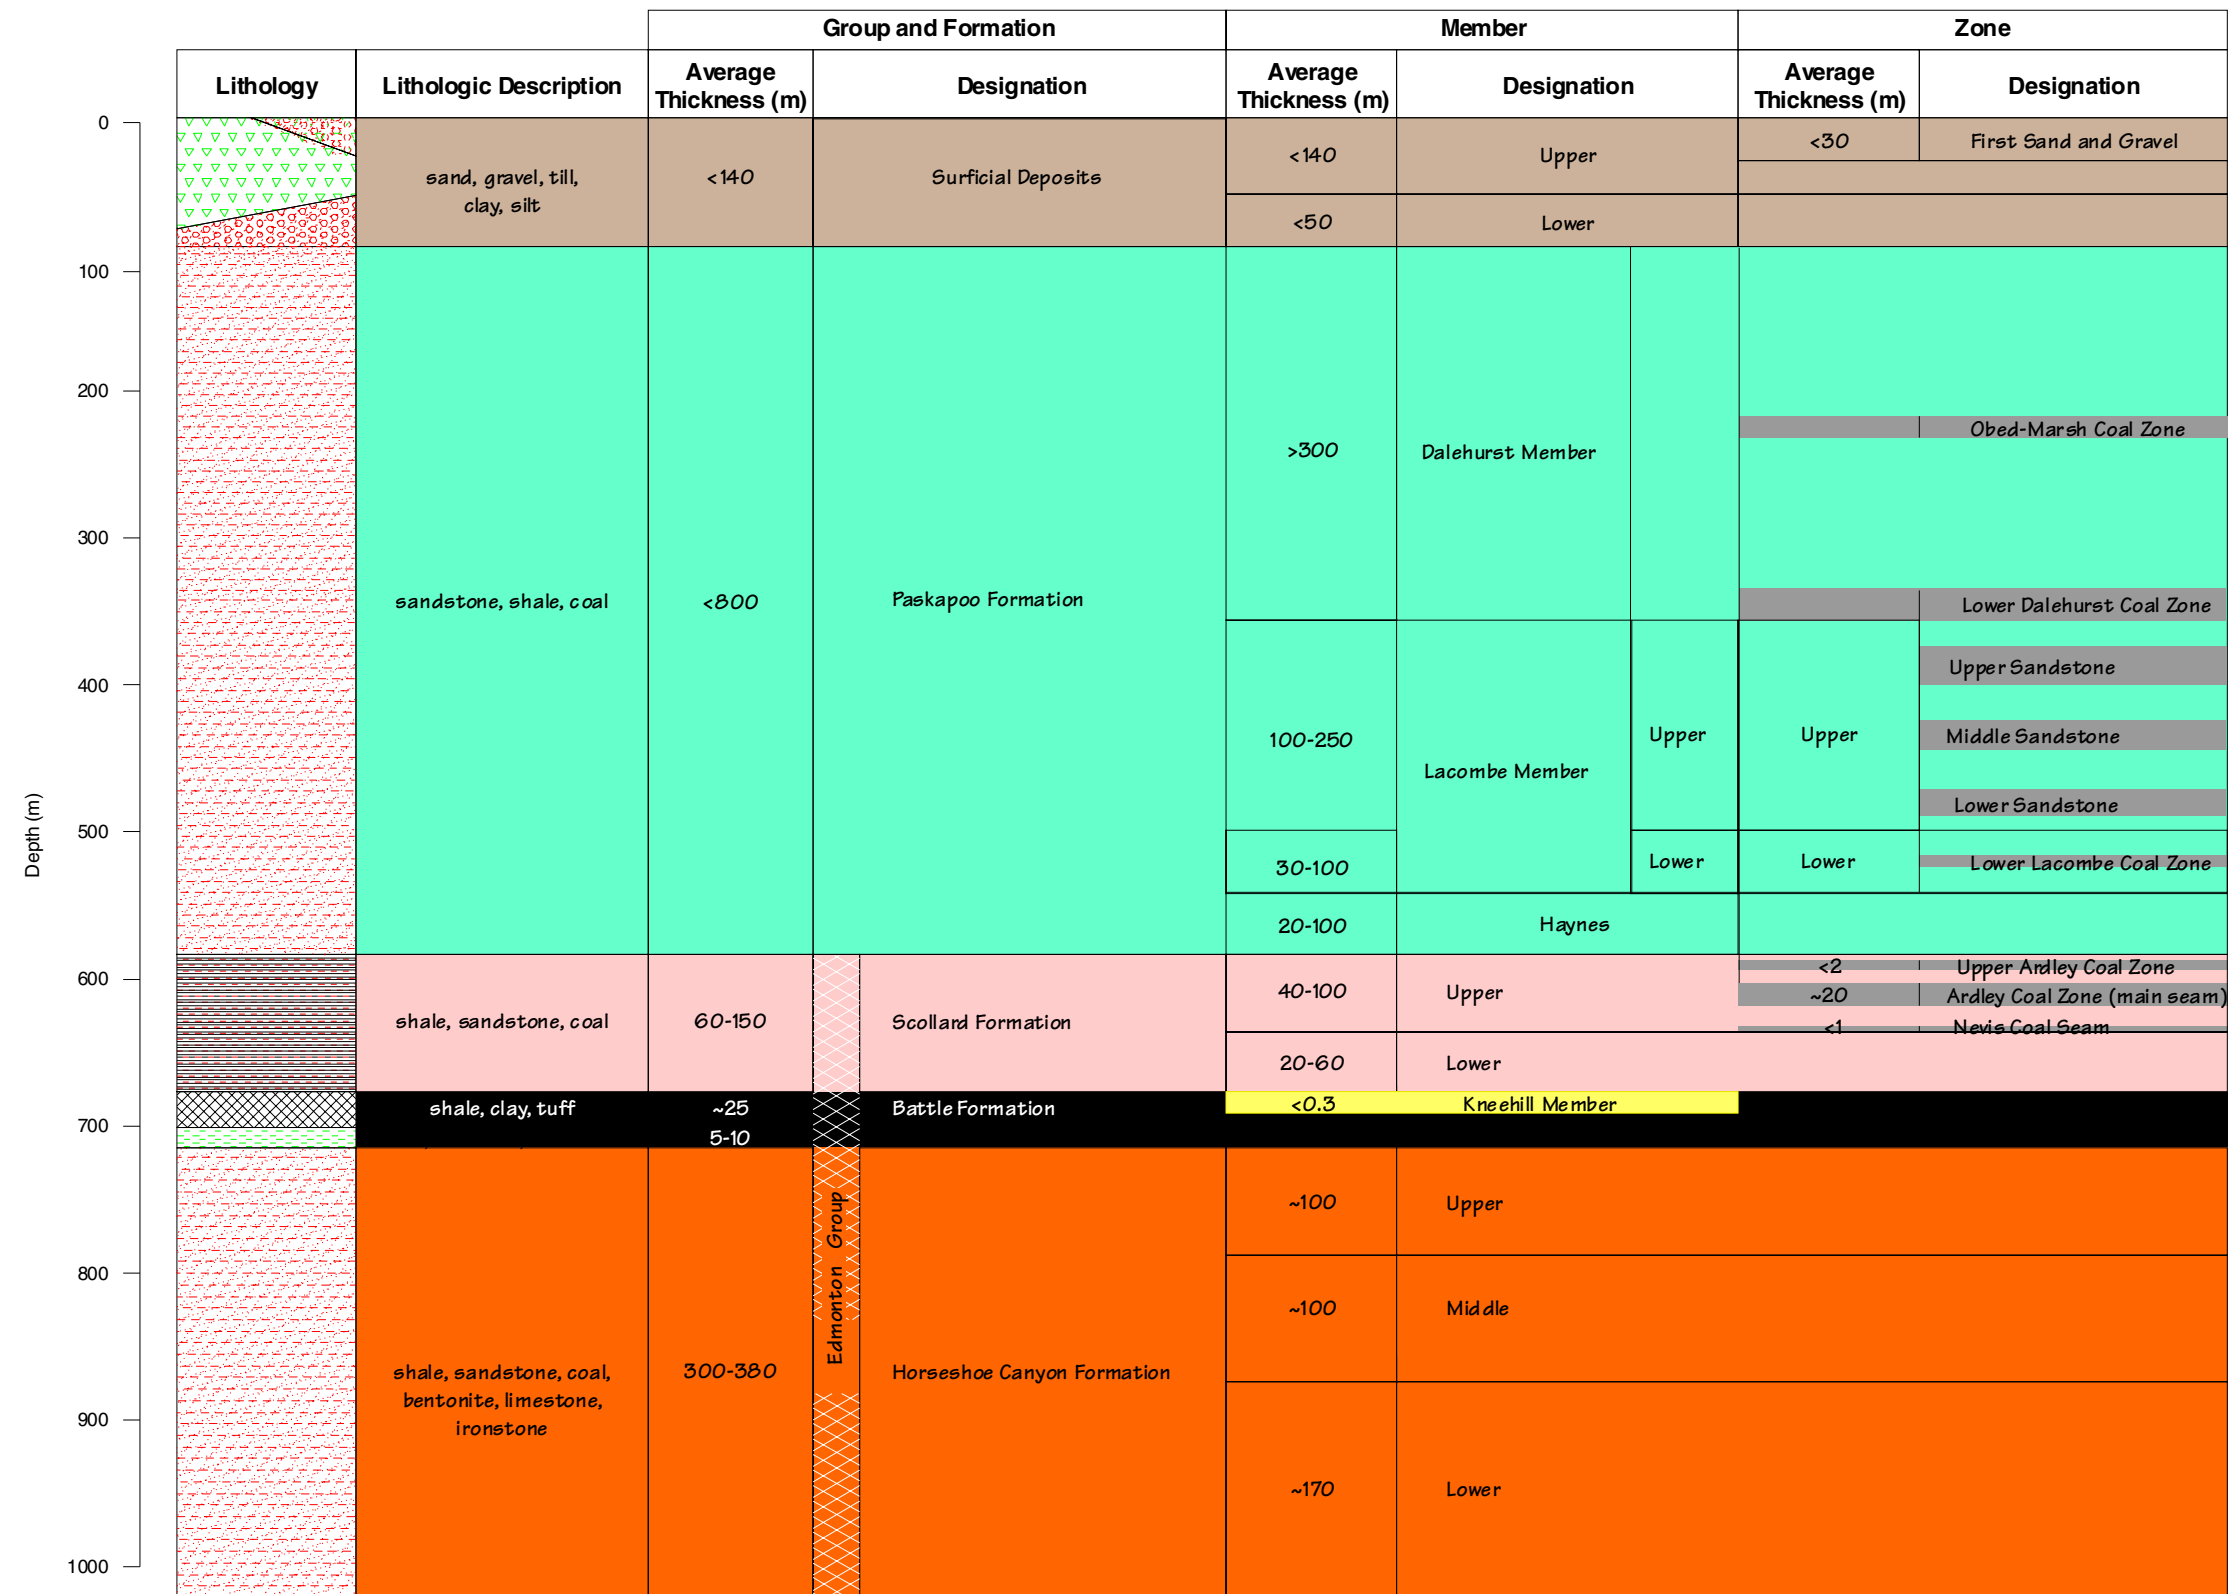 Group and Formation
Member
Zone
Lithology
Lithologic Description
Average
Thickness (m)
Designation
Average
Thickness (m)
Designation
Average
Thickness (m)
Designation
Depth (m)
0
100
200
300
400
500
600
700
800
900
1000
sand, gravel, till,
clay, silt
<140
Surficial Deposits
<140
Upper
<30
First Sand and Gravel
<50
Lower
sandstone, shale, coal
<800
Paskapoo Formation
>300
Dalehurst Member
Obed-Marsh Coal Zone
Lower Dalehurst Coal Zone
100-250
Lacombe Member
Upper
Upper
Upper Sandstone
Middle Sandstone
Lower Sandstone
30-100
Lower
Lower
Lower Lacombe Coal Zone
20-100
Haynes
shale, sandstone, coal
60-150
Scollard Formation
40-100
Upper
<2
Upper Ardley Coal Zone
~20
Ardley Coal Zone (main seam)
<1
Nevis Coal Seam
20-60
Lower
shale, clay, tuff
~25
Battle Formation
<0.3
Kneehill Member
5-10
Edmonton Group
shale, sandstone, coal,
bentonite, limestone,
ironstone
300-380
Horseshoe Canyon Formation
~100
Upper
~100
Middle
~170
Lower